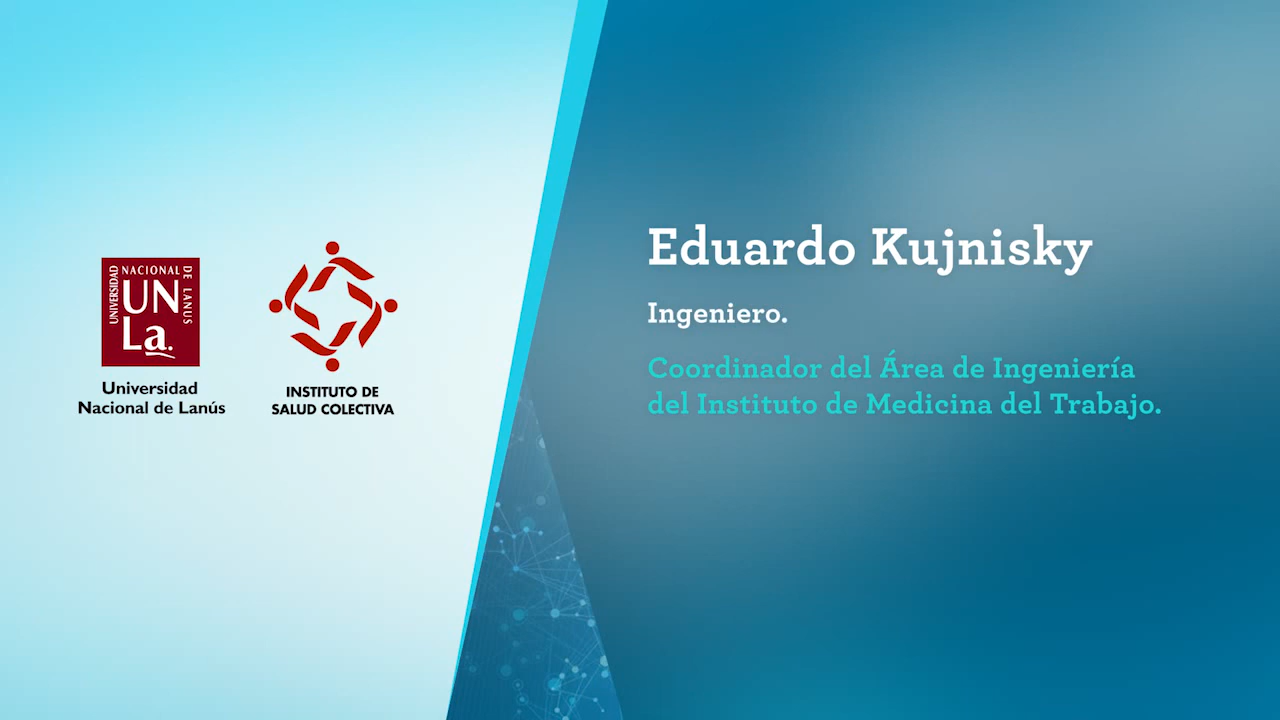 UNIVERSIDAD
NACIONAL
DE LANUS
UN
La.
Universidad
Nacional de Lanús
INSTITUTO DE
SALUD COLECTIVA
Eduardo Kujnisky
Ingeniero.
Coordinador del Área de Ingeniería
del Instituto de Medicina del Trabajo.